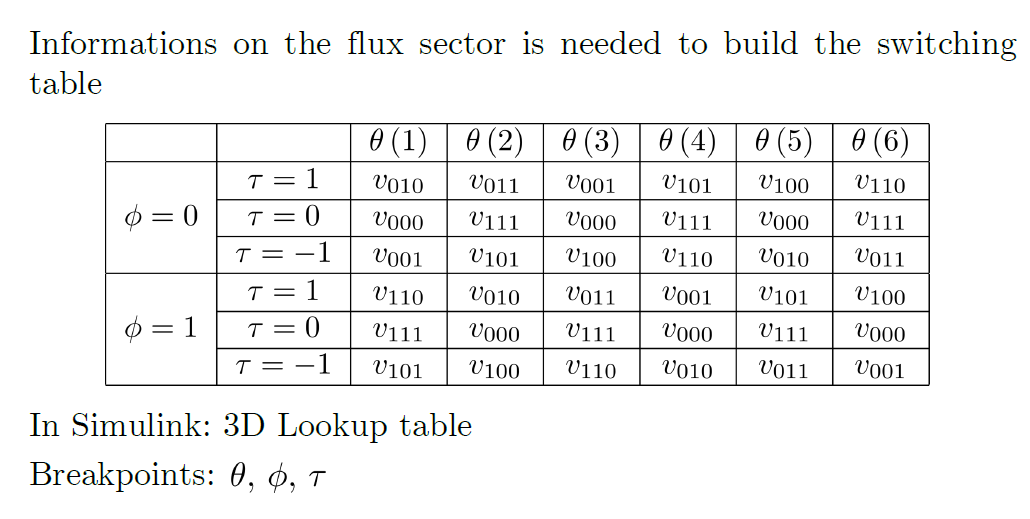 Informations on the flux sector is needed to build the switching
table
θ (1) θ (2) θ (3) θ (4) θ (5) θ (6)
τ = 1 v010 v011 v001 v101 v100 v110
φ = 0 τ = 0 v000 v111 v000 v111 v000 v111
τ = −1 v001 v101 v100 v110 v010 v011
τ = 1 v110 v010 v011 v001 v101 v100
φ = 1 τ = 0 v111 v000 v111 v000 v111 v000
τ = −1 v101 v100 v110 v010 v011 v001
In Simulink: 3D Lookup table
Breakpoints: θ, φ, τ